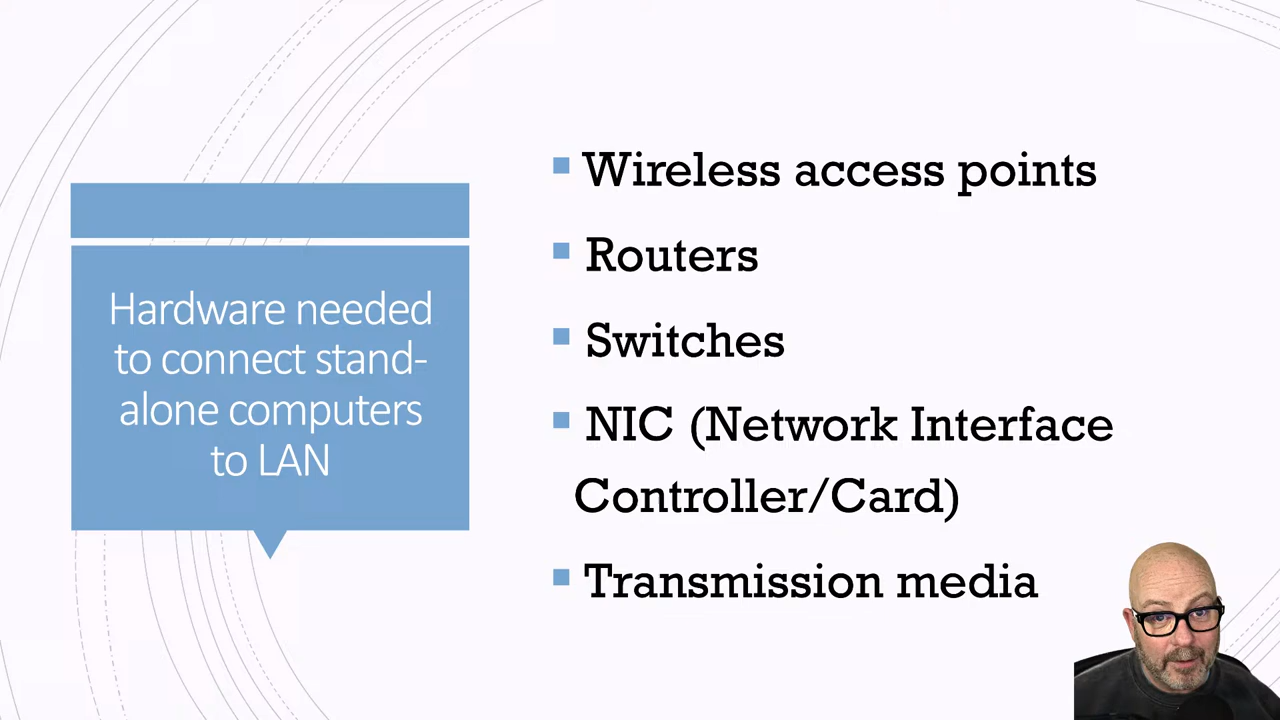 Hardware needed
to connect stand-
alone computers
to LAN
Wireless access points
Routers
Switches
NIC (Network Interface
Controller/Card)
Transmission media